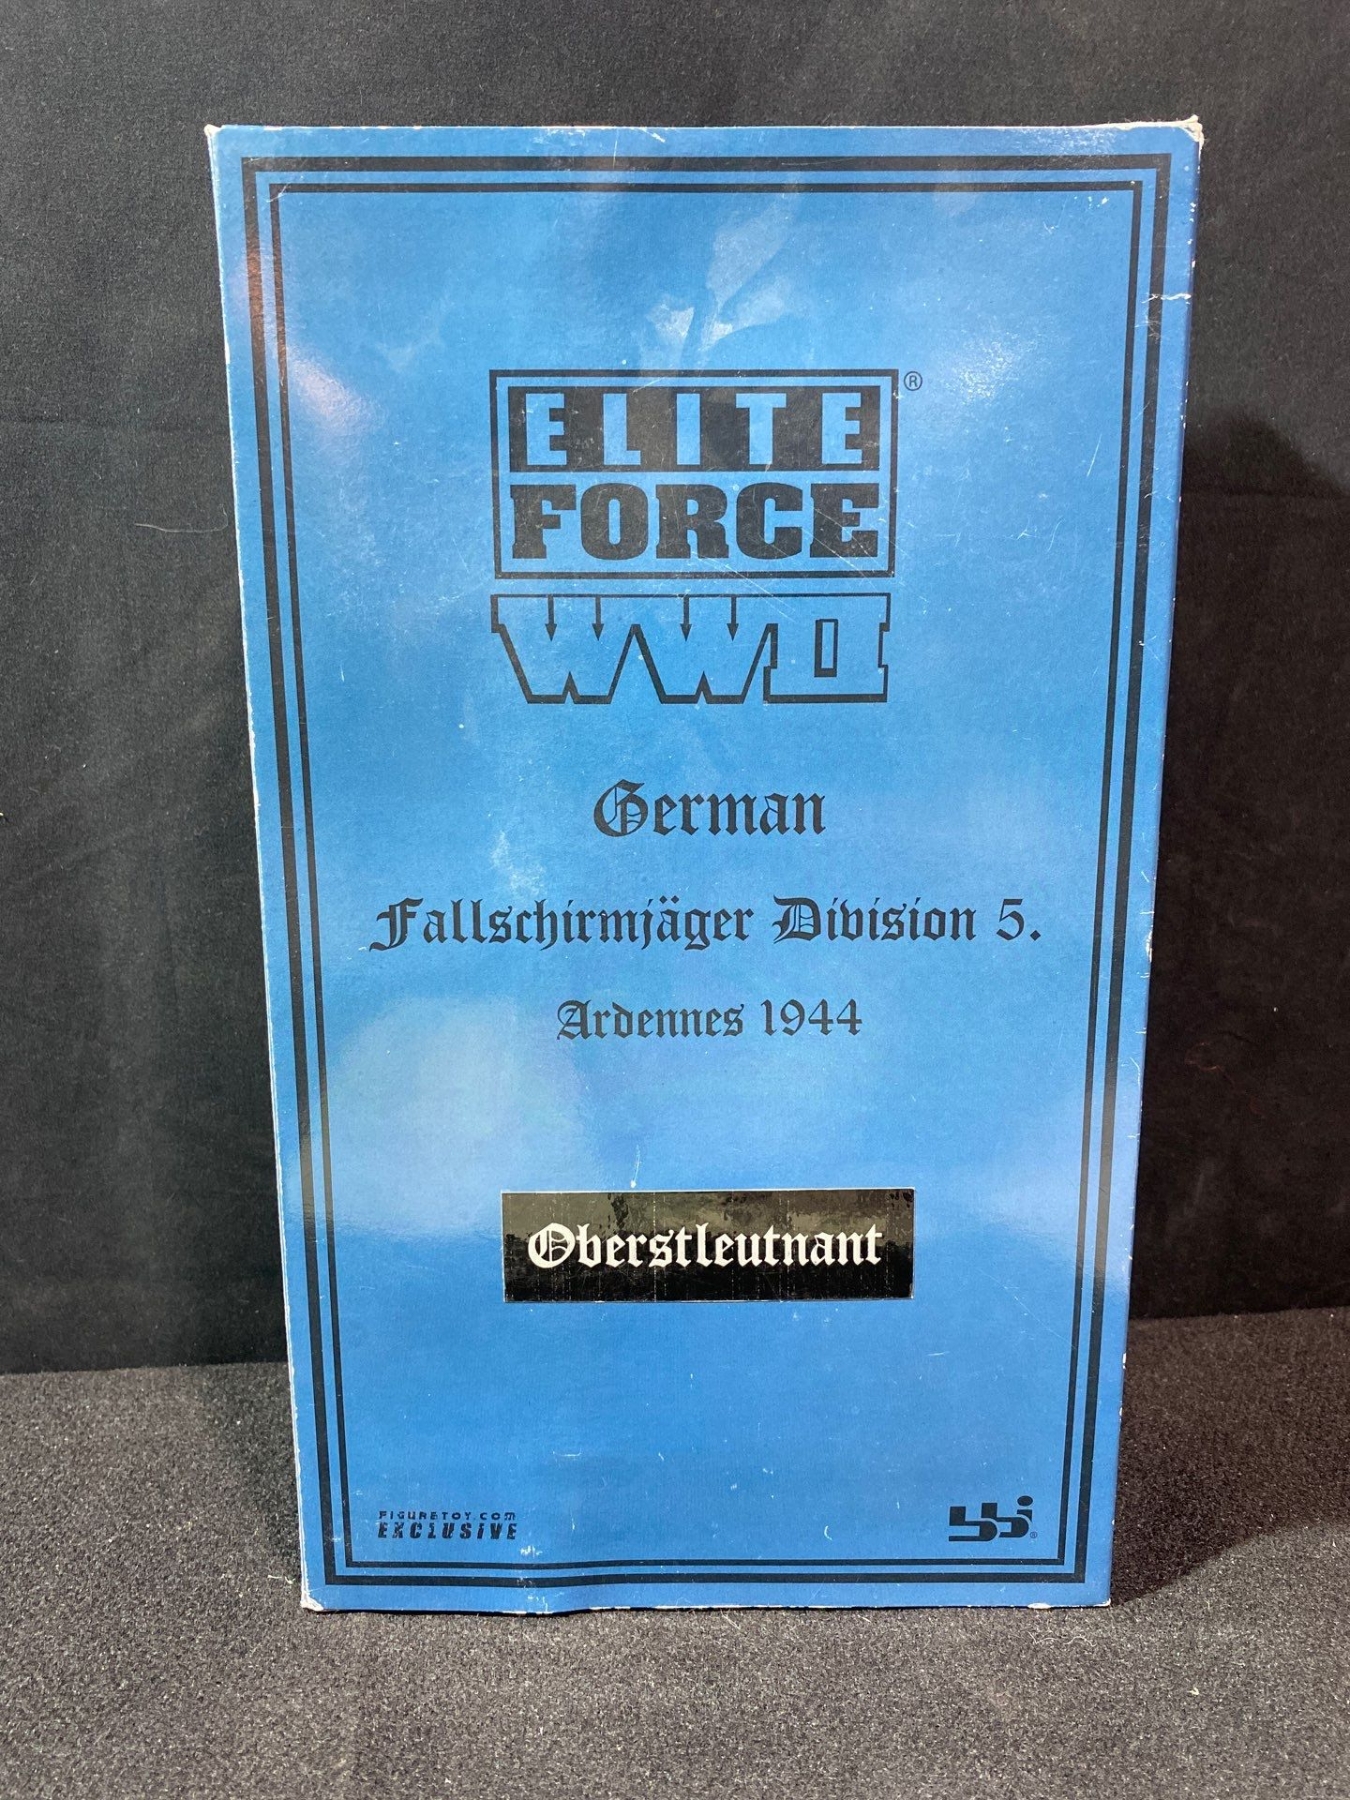 ELITE ®
FORCE
WWII
German
Fallschirmjäger Division 5.
Ardennes 1944
Oberstleutnant
FIGURETOY.COM
EXCLUSIVE
bbi®